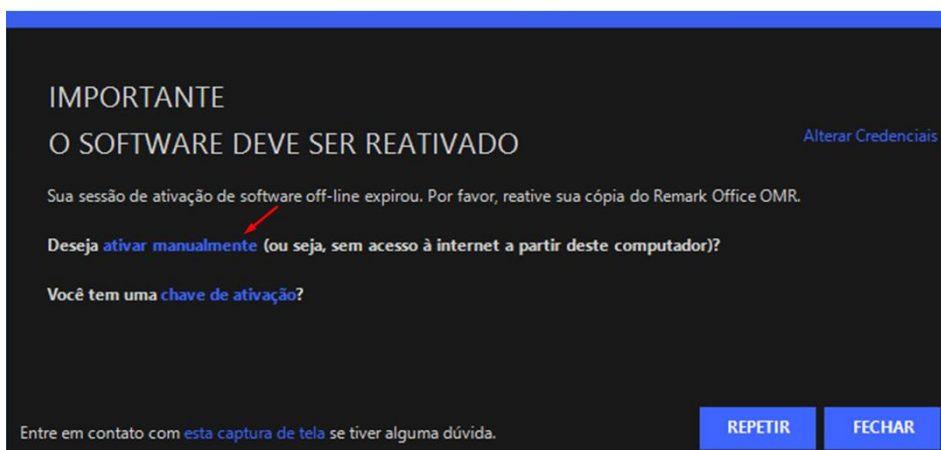 IMPORTANTE
O SOFTWARE DEVE SER REATIVADO
Alterar Credenciais
Sua sessão de ativação de software off-line expirou. Por favor, reative sua cópia do Remark Office OMR.
Deseja ativar manualmente (ou seja, sem acesso à internet a partir deste computador)?
Você tem uma chave de ativação?
Entre em contato com esta captura de tela se tiver alguma dúvida.
REPETIR
FECHAR